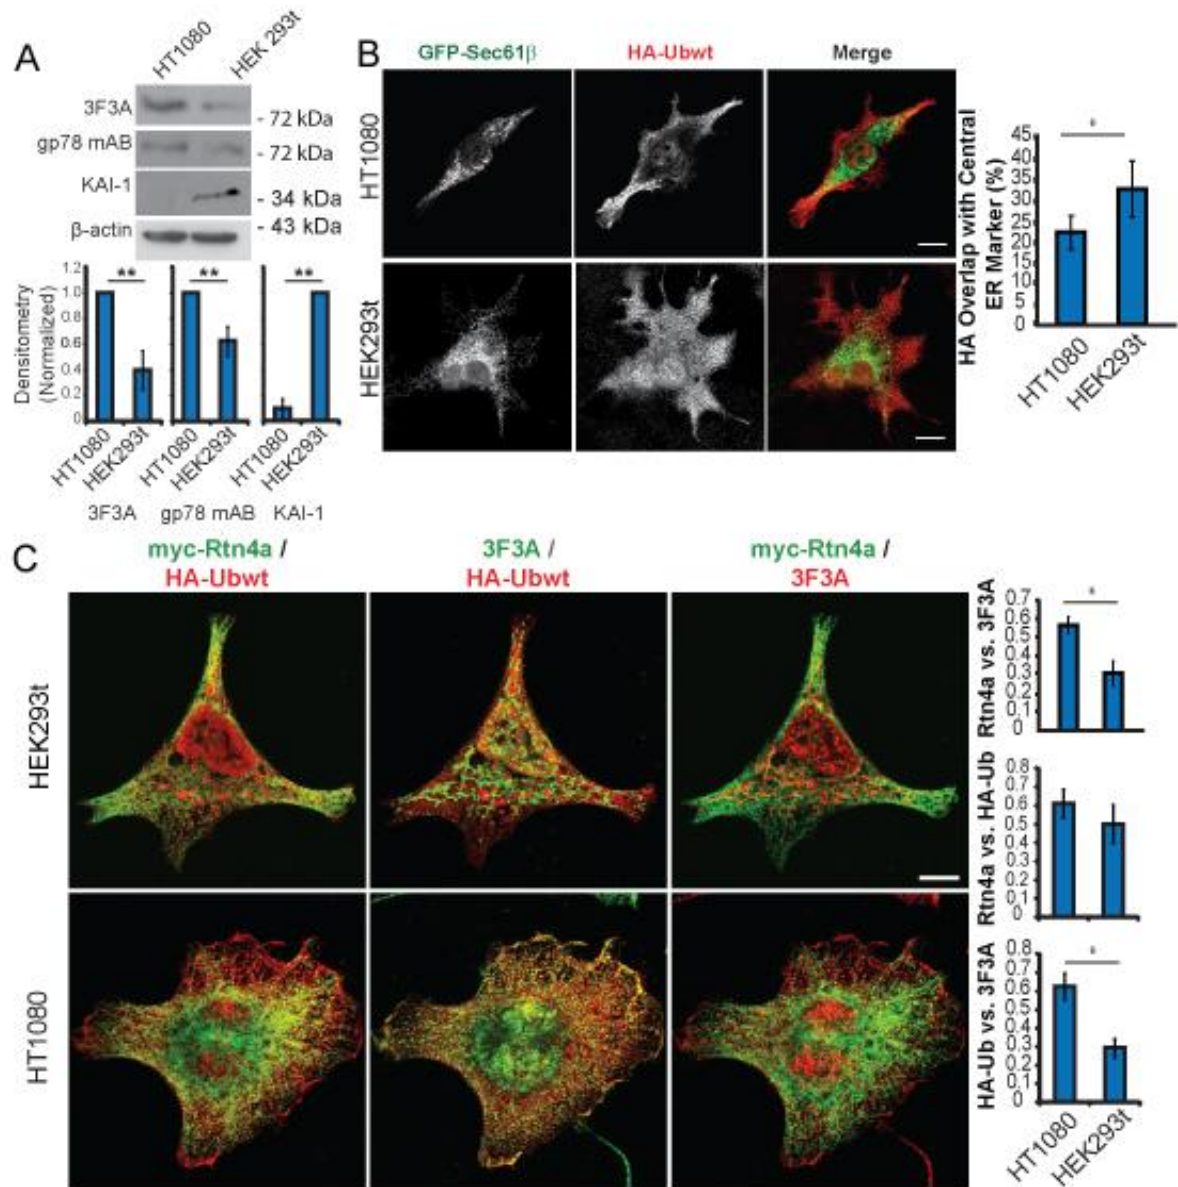 A
HT1080
HEK 293t
3F3A
- 72 kDa
gp78 mAB
- 72 kDa
KAI-1
- 34 kDa
β-actin
- 43 kDa
Densitometry
(Normalized)
1.2
1.0
0.8
0.6
0.4
0.2
0
**
**
**
HT1080
HEK293t
HT1080
HEK293t
HT1080
HEK293t
3F3A
gp78 mAB
KAI-1
B
GFP-Sec61β
HA-Ubwt
Merge
HT1080
HEK293t
HA Overlap with Central
ER Marker (%)
45
40
35
30
25
20
15
10
5
0
*
HT1080
HEK293t
C
myc-Rtn4a /
HA-Ubwt
3F3A /
HA-Ubwt
myc-Rtn4a /
3F3A
HEK293t
HT1080
Rtn4a vs. 3F3A
0.7
0.6
0.5
0.4
0.3
0.2
0.1
0
*
Rtn4a vs. HA-Ub
0.8
0.7
0.6
0.5
0.4
0.3
0.2
0.1
0
HA-Ub vs. 3F3A
0.8
0.7
0.6
0.5
0.4
0.3
0.2
0.1
0
*
HT1080
HEK293t